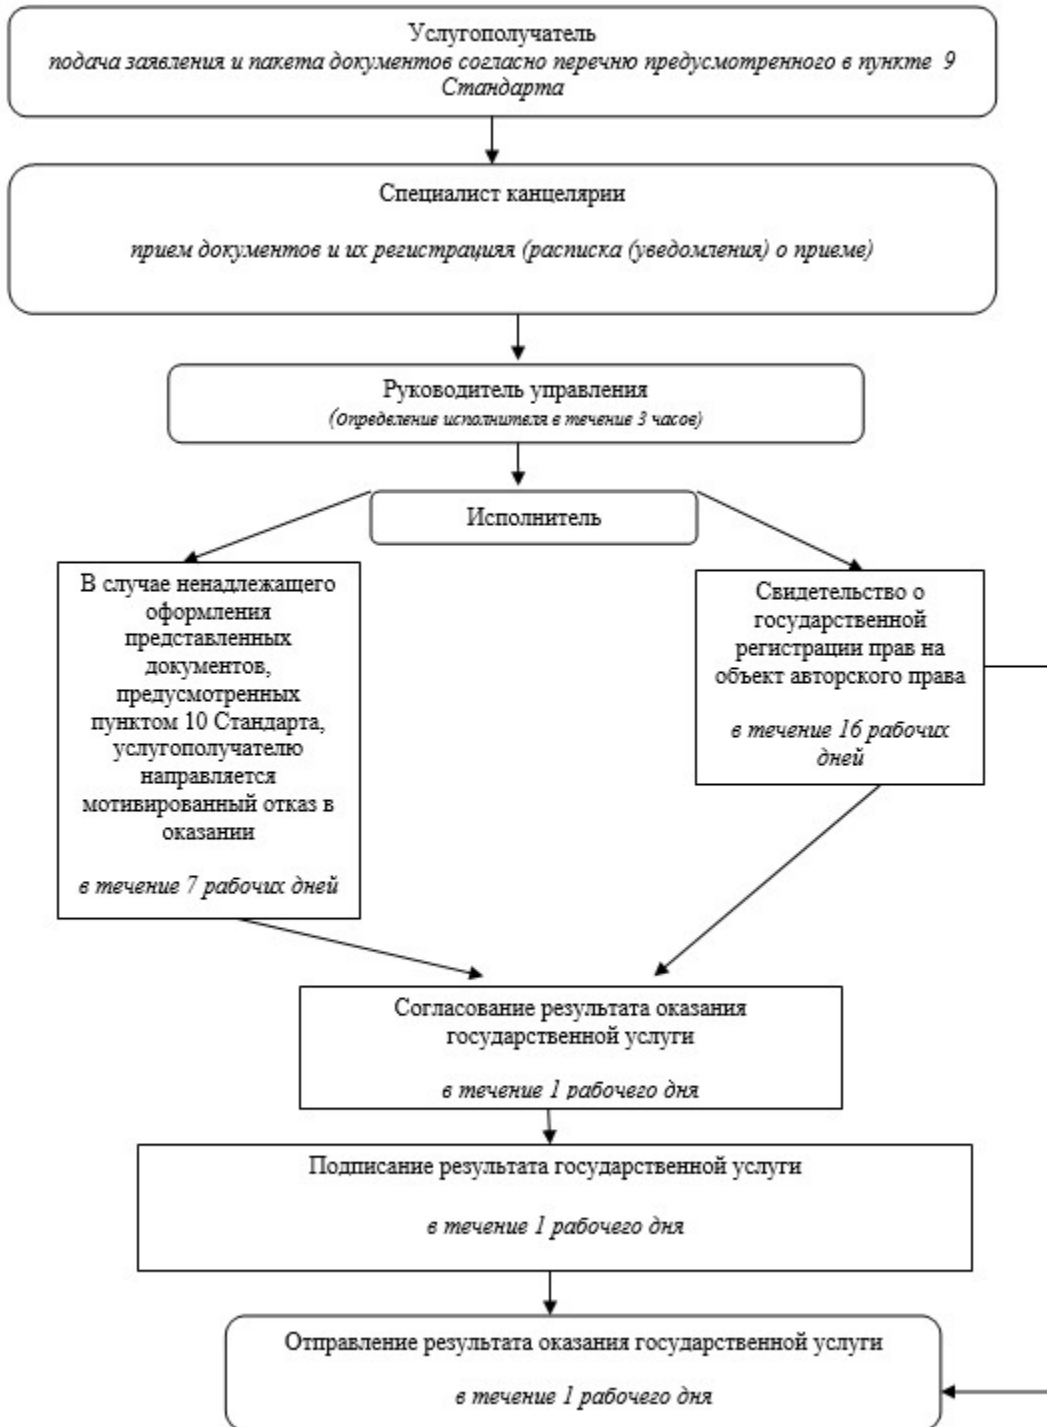 Услугополучатель
подача заявления и пакета документов согласно перечню предусмотренного в пункте 9
Стандарта
Специалист канцелярии
прием документов и их регистрацияя (расписка (уведомления) о приеме)
Руководитель управления
(определение исполнителя в течение 3 часов)
Исполнитель
В случае ненадлежащего
оформления
представленных
документов,
предусмотренных
пунктом 10 Стандарта,
услугополучателю
направляется
мотивированный отказ в
оказании
в течение 7 рабочих дней
Свидетельство о
государственной
регистрации прав на
объект авторского права
в течение 16 рабочих
дней
Согласование результата оказания
государственной услуги
в течение 1 рабочего дня
Подписание результата государственной услуги
в течение 1 рабочего дня
Отправление результата оказания государственной услуги
в течение 1 рабочего дня